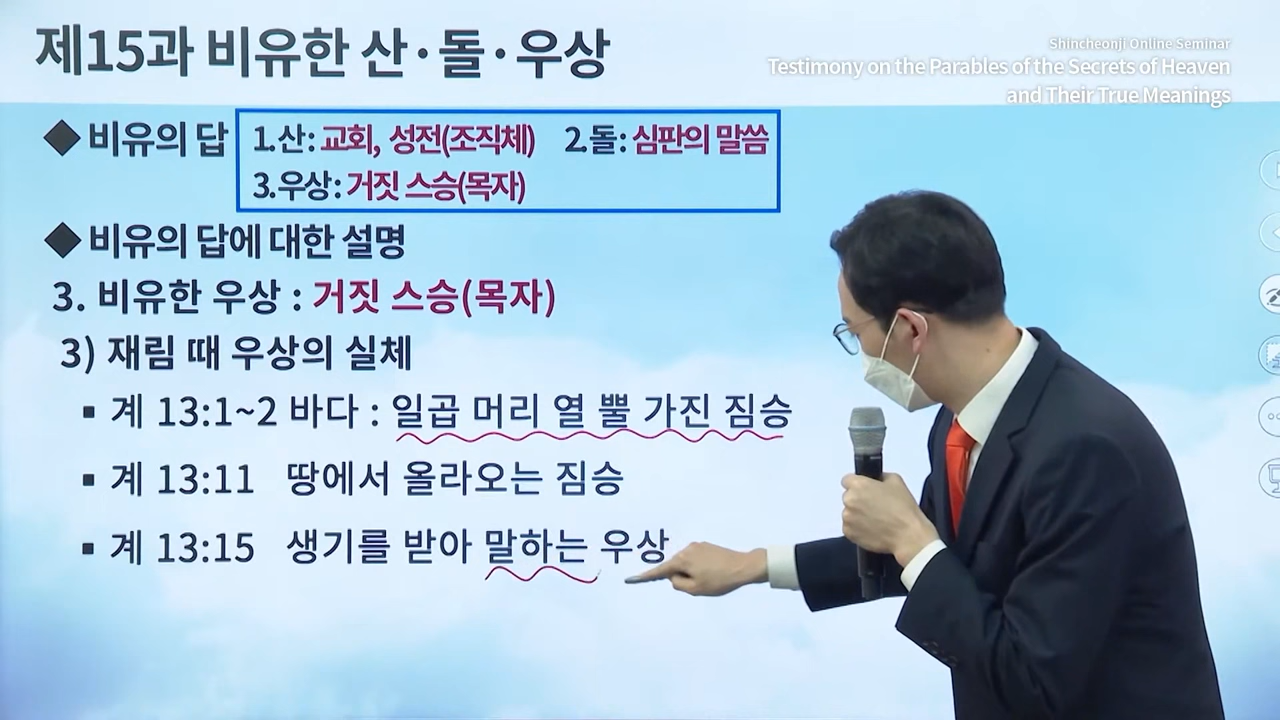 제15과 비유한 산·돌·우상
Shincheonji Online Seminar
Testimony on the Parables of the Secrets of Heaven
and Their True Meanings
◆ 비유의 답 1.산: 교회, 성전(조직체) 2.돌: 심판의 말씀
3.우상: 거짓 스승(목자)
◆ 비유의 답에 대한 설명
3. 비유한 우상 : 거짓 스승(목자)
3) 재림 때 우상의 실체
▪ 계 13:1~2 바다 : 일곱 머리 열 뿔 가진 짐승
▪ 계 13:11 땅에서 올라오는 짐승
▪ 계 13:15 생기를 받아 말하는 우상